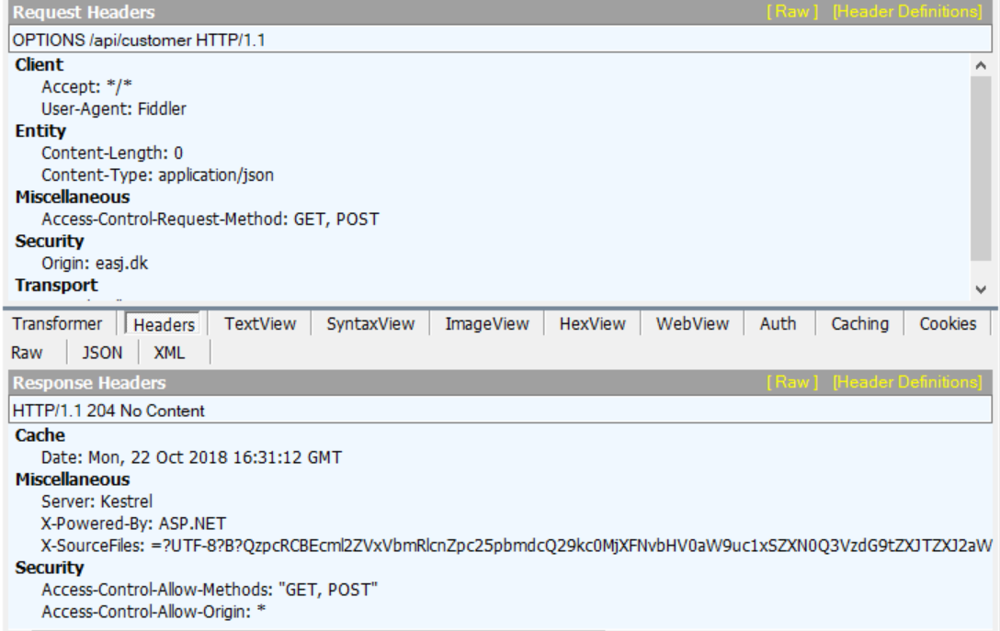 Request Headers [ Raw ] [Header Definitions]
OPTIONS /api/customer HTTP/1.1
Client
Accept: */*
User-Agent: Fiddler
Entity
Content-Length: 0
Content-Type: application/json
Miscellaneous
Access-Control-Request-Method: GET, POST
Security
Origin: easj.dk
Transport
Transformer Headers TextView SyntaxView ImageView HexView WebView Auth Caching Cookies
Raw JSON XML
Response Headers [ Raw ] [Header Definitions]
HTTP/1.1 204 No Content
Cache
Date: Mon, 22 Oct 2018 16:31:12 GMT
Miscellaneous
Server: Kestrel
X-Powered-By: ASP.NET
X-SourceFiles: =?UTF-8?B?QzpcRCBEcml2ZVxVbmRlcnZpc25pbmdcQ29kc0MjXFNvbHV0aW9uc1xSZXN0Q3VzdG9tZXJTZXJ2aW
Security
Access-Control-Allow-Methods: "GET, POST"
Access-Control-Allow-Origin: *